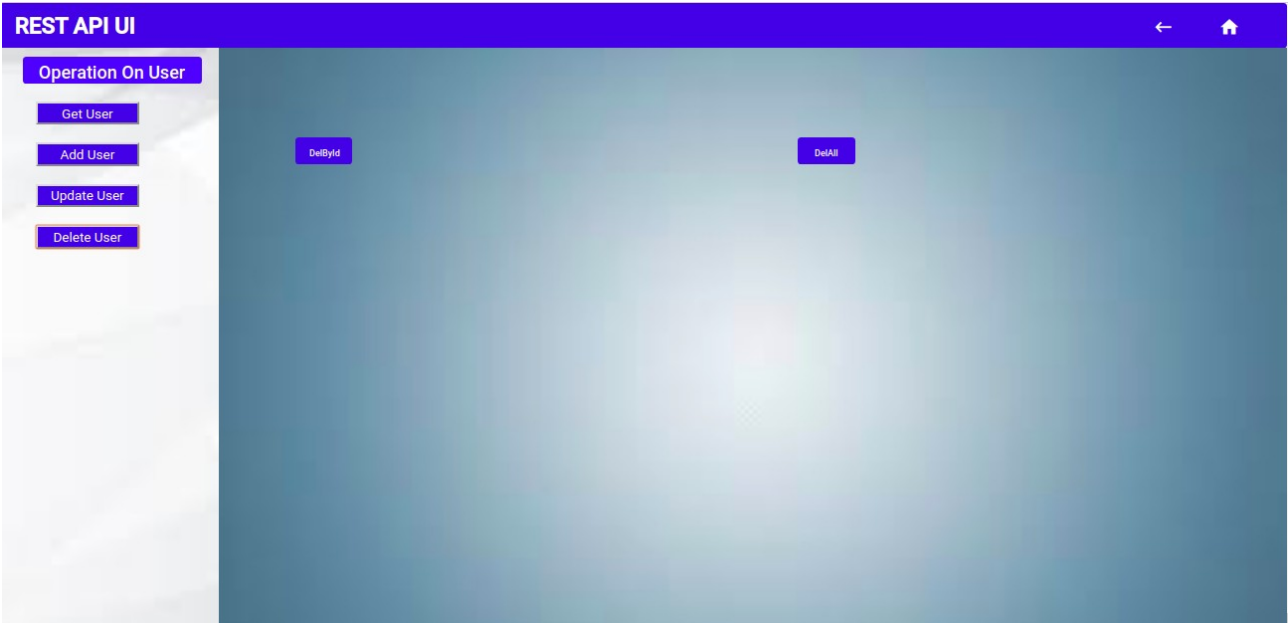 REST API UI
Operation On User
Get User
Add User
Update User
Delete User
DelById
DelAll